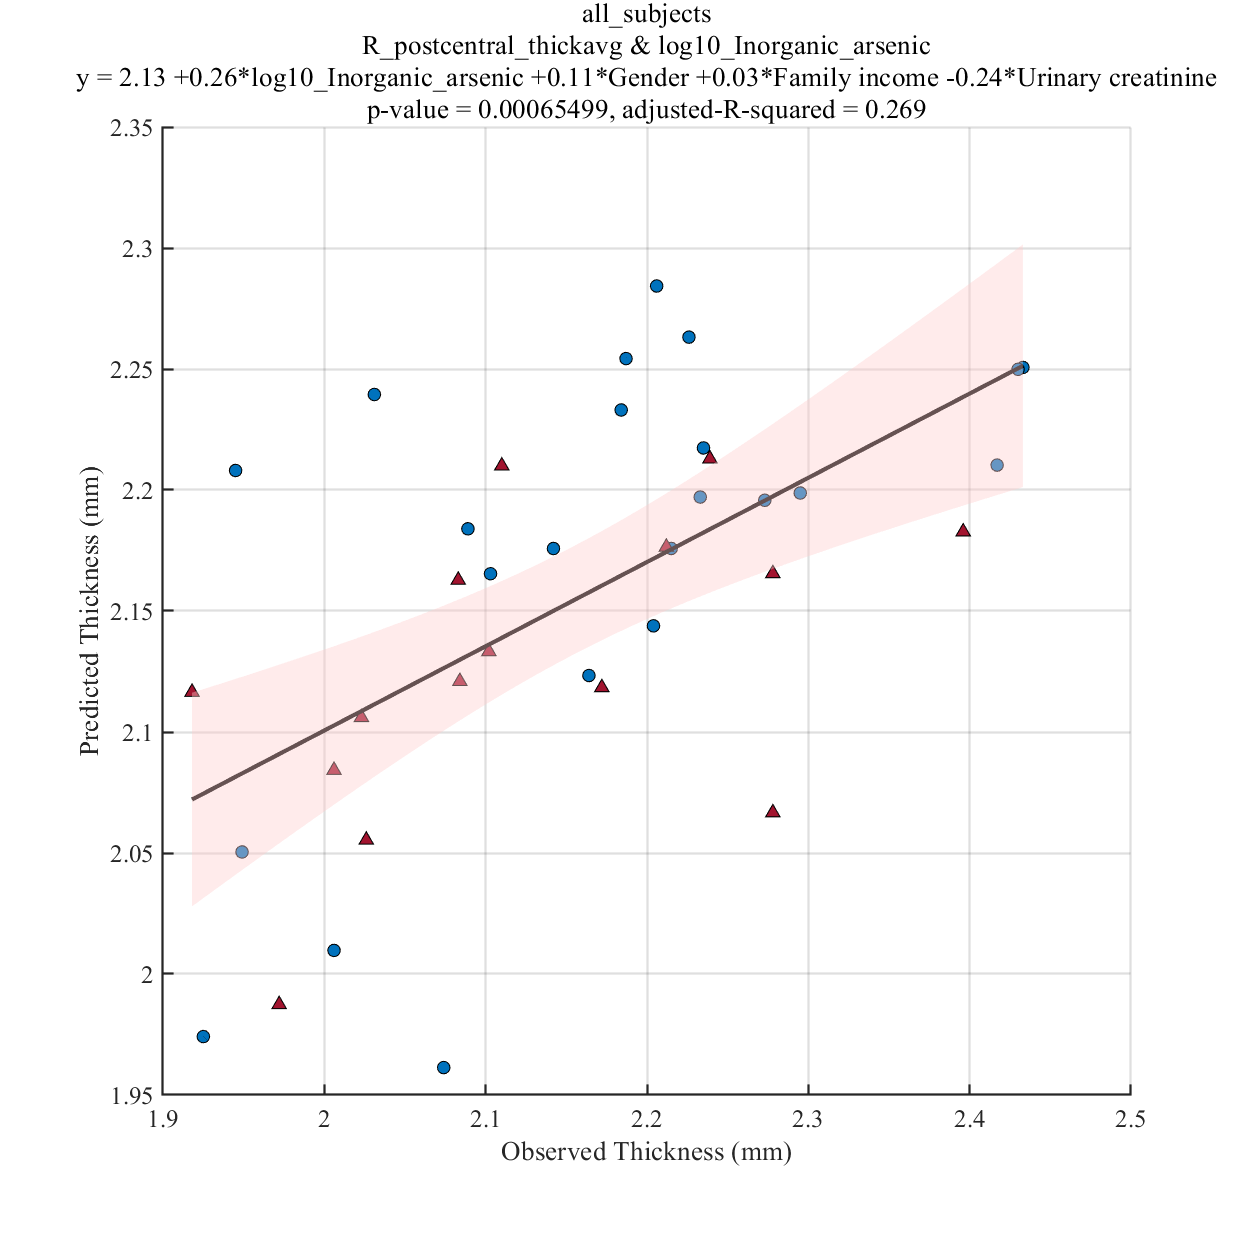 all_subjects
R_postcentral_thickavg & log10_Inorganic_arsenic
y = 2.13 +0.26*log10_Inorganic_arsenic +0.11*Gender +0.03*Family income -0.24*Urinary creatinine
p-value = 0.00065499, adjusted-R-squared = 0.269
2.35
2.3
2.25
2.2
2.15
2.1
2.05
2
1.95
Predicted Thickness (mm)
1.9 2 2.1 2.2 2.3 2.4 2.5
Observed Thickness (mm)